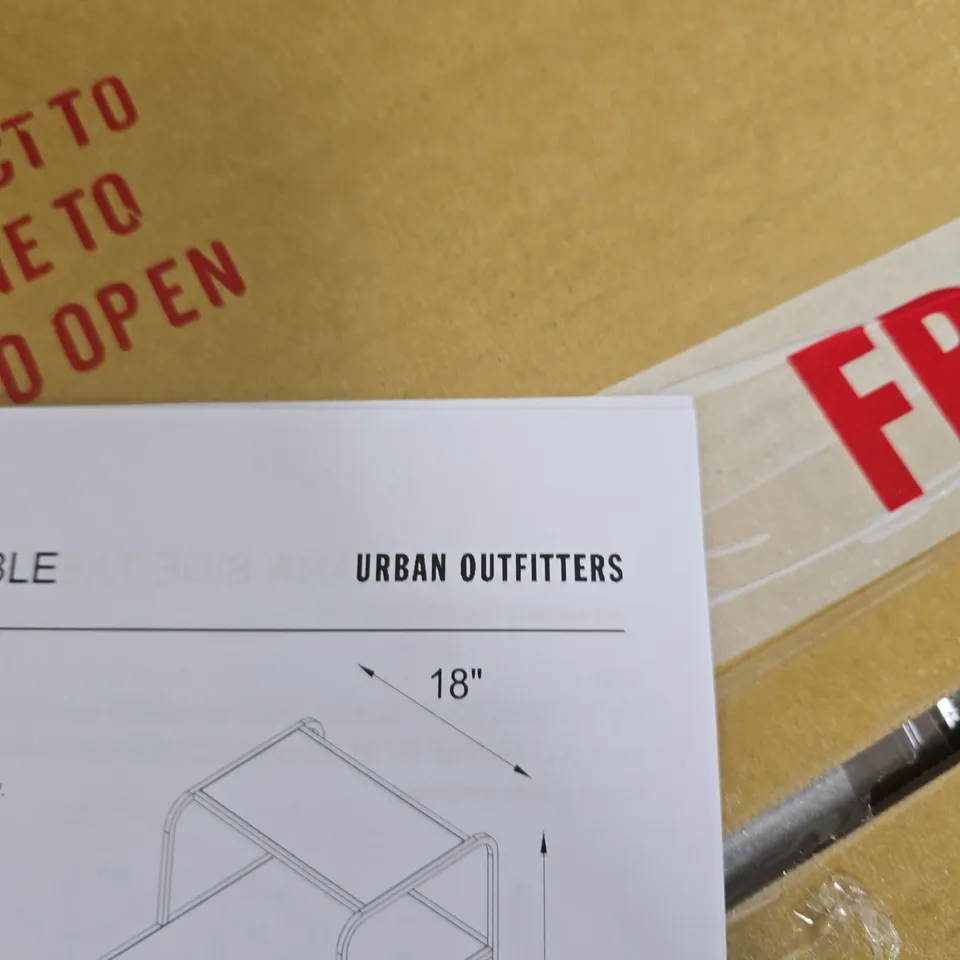 CT TO
NE TO
O OPEN
FR
BLE
URBAN OUTFITTERS
18"